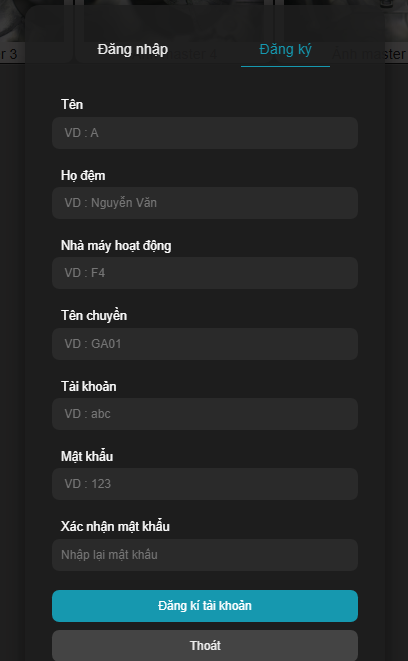 Đăng nhập Đăng ký
r 3
Tên
VD : A
Họ đệm
VD : Nguyễn Văn
Nhà máy hoạt động
VD : F4
Tên chuyền
VD : GA01
Tài khoản
VD : abc
Mật khẩu
VD : 123
Xác nhận mật khẩu
Nhập lại mật khẩu
Đăng kí tài khoản
Thoát